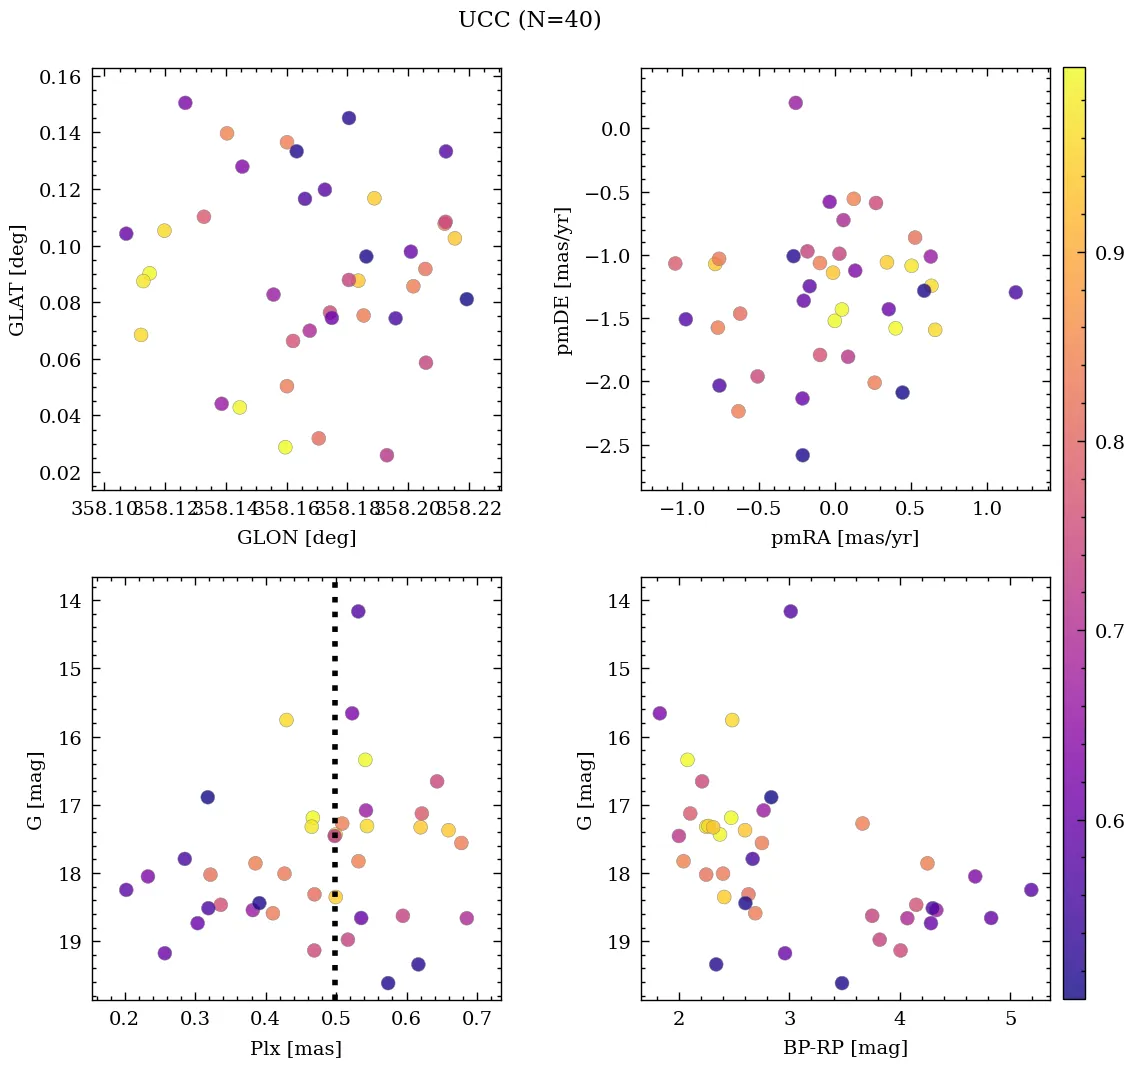 UCC (N=40)
0.16
0.14
0.12
0.10
0.08
0.06
0.04
0.02
GLAT [deg]
358.10 358.12 358.14 358.16 358.18 358.20 358.22
GLON [deg]
0.0
−0.5
−1.0
−1.5
−2.0
−2.5
pmDE [mas/yr]
−1.0 −0.5 0.0 0.5 1.0
pmRA [mas/yr]
0.9
0.8
0.7
0.6
14
15
16
17
18
19
G [mag]
0.2 0.3 0.4 0.5 0.6 0.7
Plx [mas]
14
15
16
17
18
19
G [mag]
2 3 4 5
BP-RP [mag]